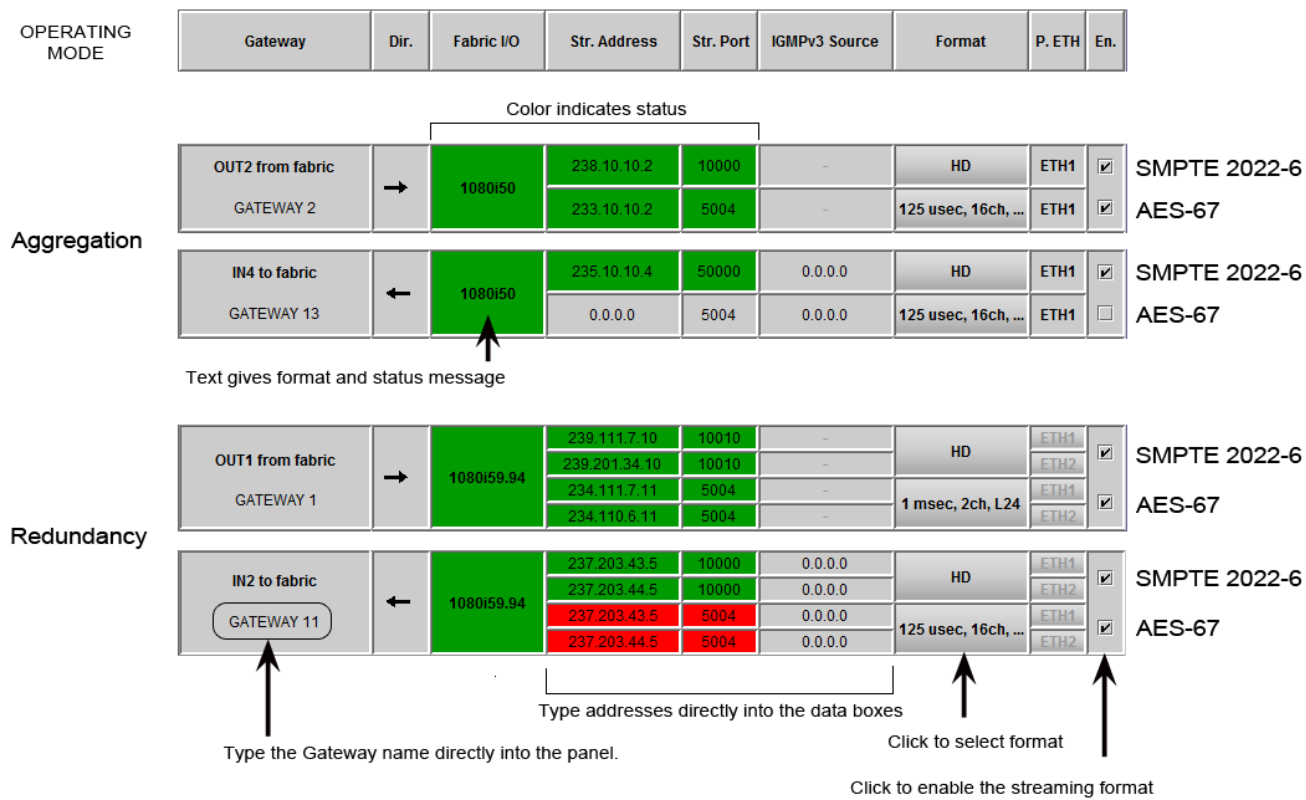 OPERATING
MODE
Gateway Dir. Fabric I/O Str. Address Str. Port IGMPv3 Source Format P. ETH En.
Color indicates status
Aggregation
OUT2 from fabric
GATEWAY 2
→
1080i50
238.10.10.2 10000 - HD ETH1 SMPTE 2022-6
233.10.10.2 5004 - 125 usec, 16ch, ... ETH1 AES-67
IN4 to fabric
GATEWAY 13
←
1080i50
235.10.10.4 50000 0.0.0.0 HD ETH1 SMPTE 2022-6
0.0.0.0 5004 0.0.0.0 125 usec, 16ch, ... ETH1 AES-67
Text gives format and status message
Redundancy
OUT1 from fabric
GATEWAY 1
→
1080i59.94
239.111.7.10 10010 - HD ETH1 SMPTE 2022-6
239.201.34.10 10010 - ETH2
234.111.7.11 5004 - 1 msec, 2ch, L24 ETH1 AES-67
234.110.6.11 5004 - ETH2
IN2 to fabric
GATEWAY 11
←
1080i59.94
237.203.43.5 10000 0.0.0.0 HD ETH1 SMPTE 2022-6
237.203.44.5 10000 0.0.0.0 ETH2
237.203.43.5 5004 0.0.0.0 125 usec, 16ch, ... ETH1 AES-67
237.203.44.5 5004 0.0.0.0 ETH2
Type addresses directly into the data boxes
Type the Gateway name directly into the panel.
Click to select format
Click to enable the streaming format